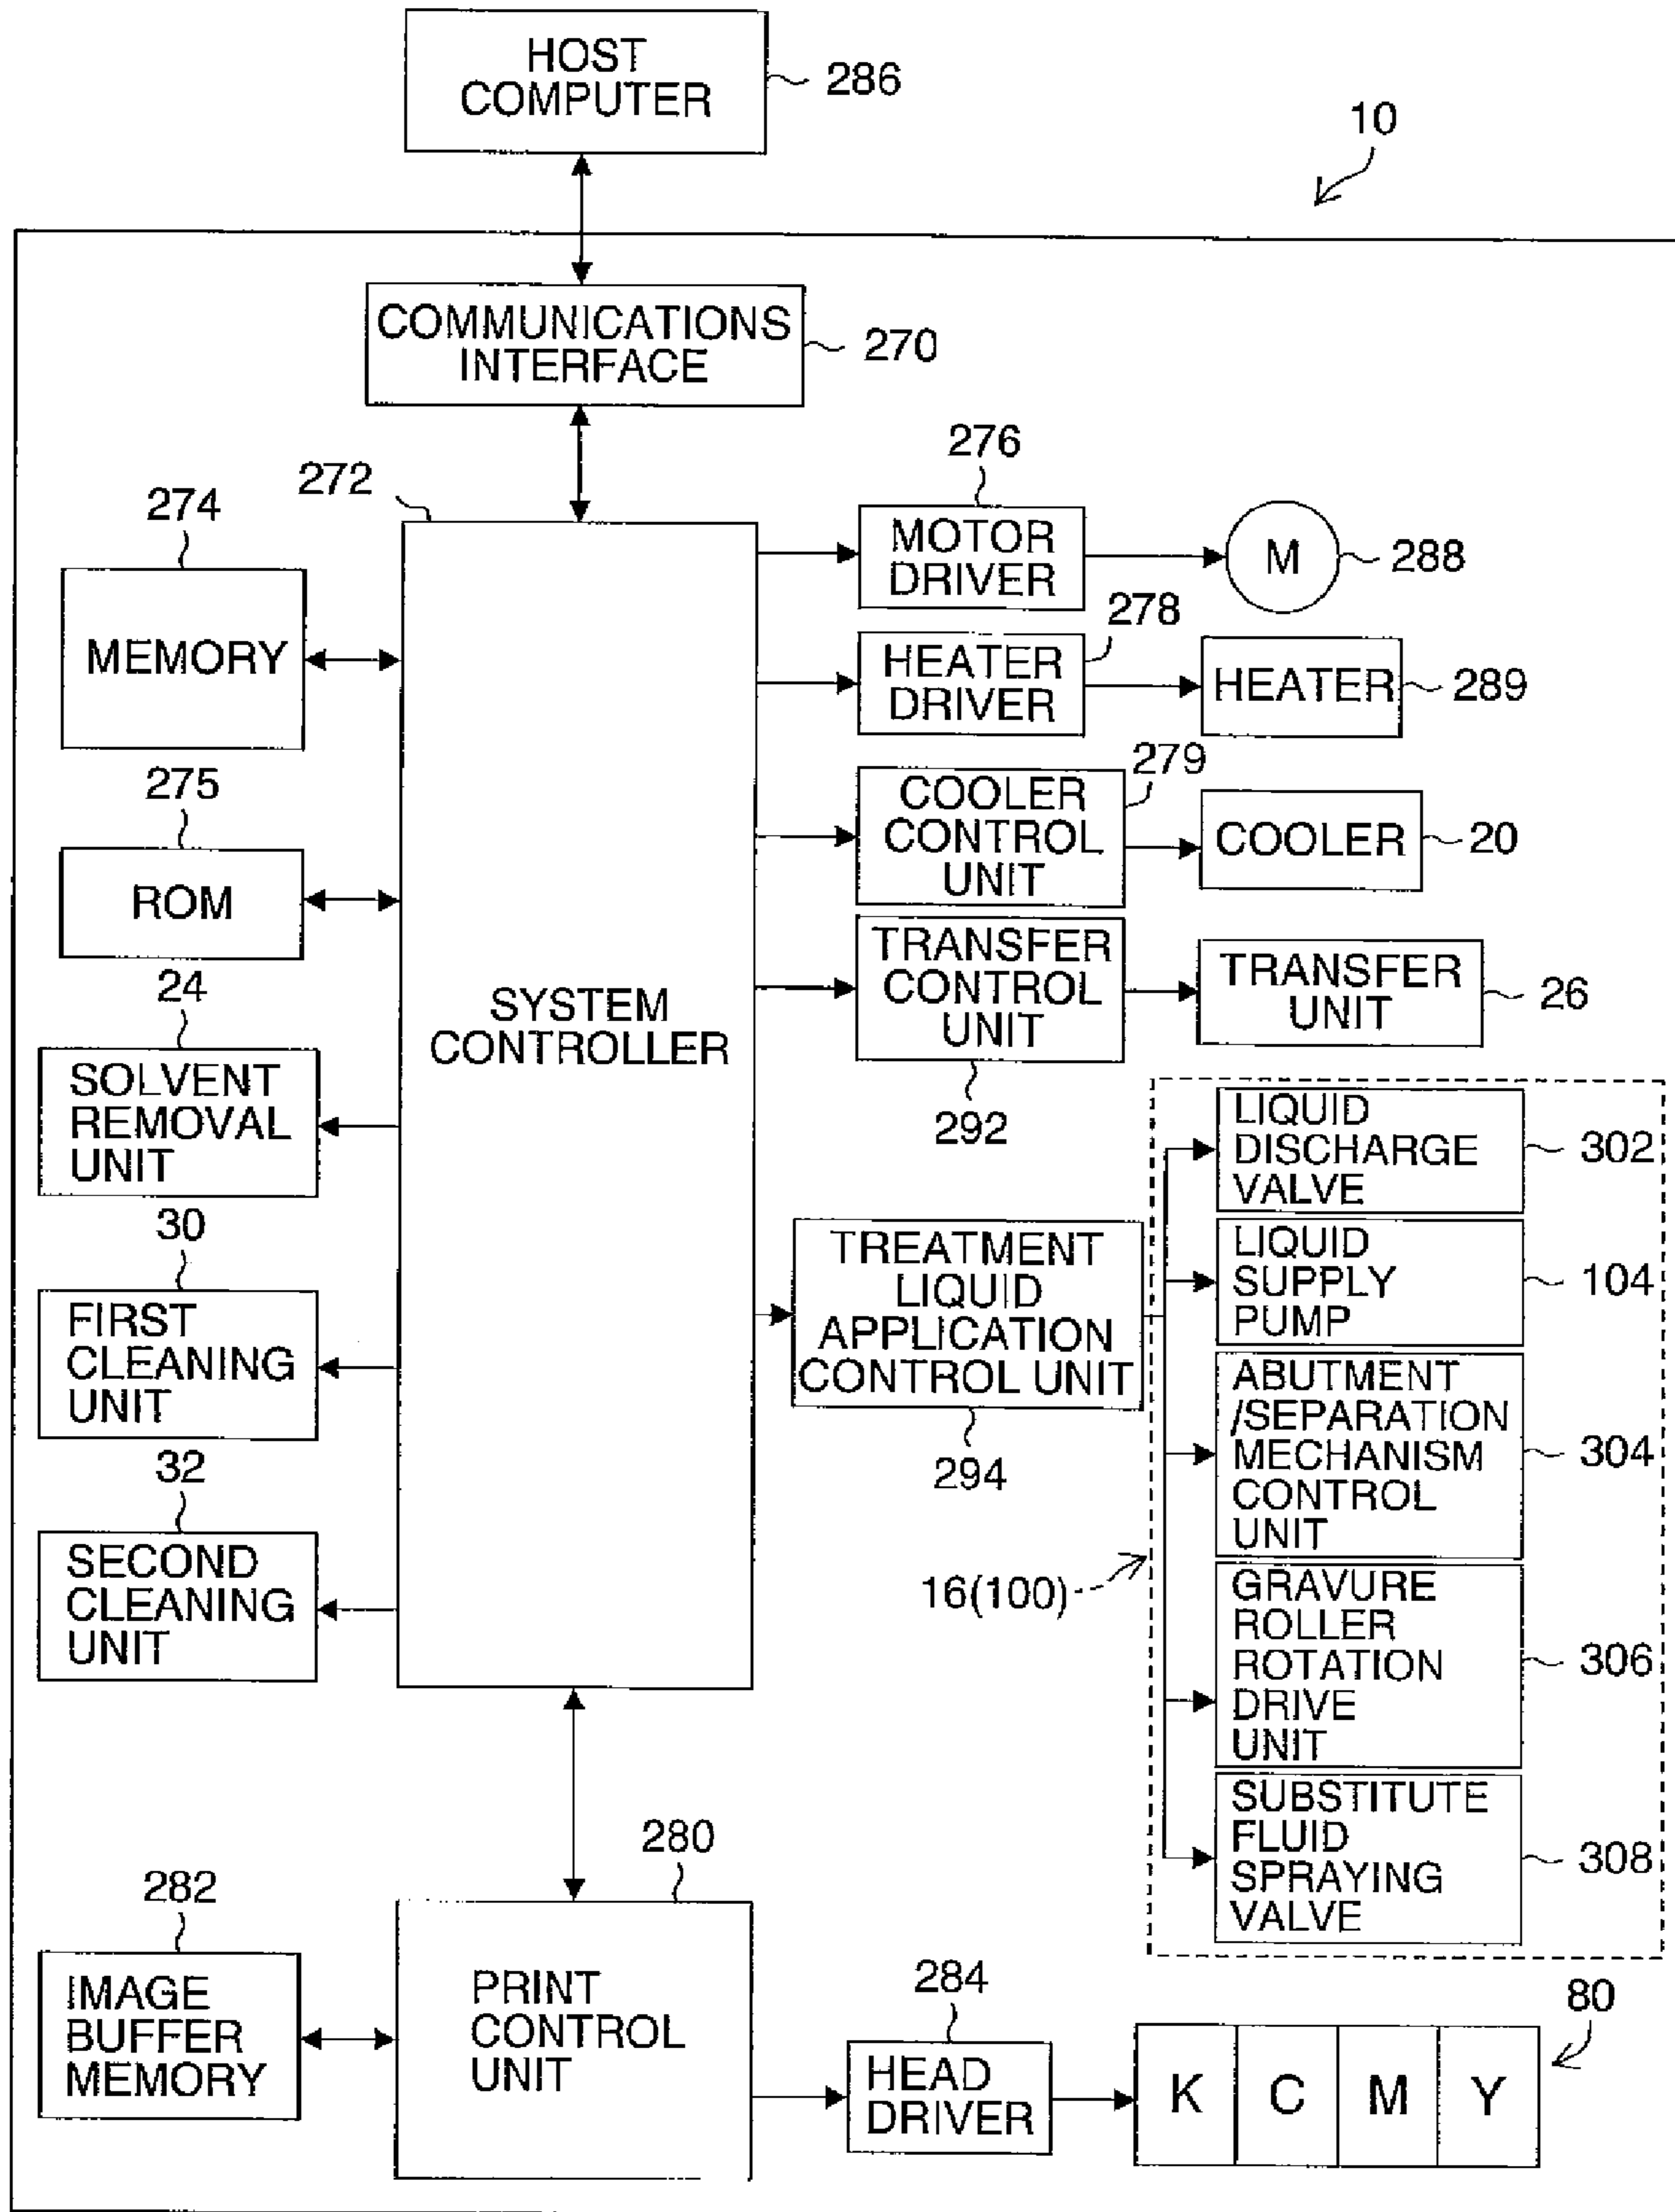 HOST
COMPUTER
286
10
COMMUNICATIONS
INTERFACE
270
272
276
MOTOR
DRIVER
M
288
274
MEMORY
278
HEATER
DRIVER
HEATER
289
275
ROM
279
COOLER
CONTROL
UNIT
COOLER
20
SYSTEM
CONTROLLER
TRANSFER
CONTROL
UNIT
292
TRANSFER
UNIT
26
24
SOLVENT
REMOVAL
UNIT
30
FIRST
CLEANING
UNIT
32
SECOND
CLEANING
UNIT
TREATMENT
LIQUID
APPLICATION
CONTROL UNIT
294
LIQUID
DISCHARGE
VALVE
302
LIQUID
SUPPLY
PUMP
104
ABUTMENT
/SEPARATION
MECHANISM
CONTROL
UNIT
304
16(100)
GRAVURE
ROLLER
ROTATION
DRIVE
UNIT
306
SUBSTITUTE
FLUID
SPRAYING
VALVE
308
280
PRINT
CONTROL
UNIT
282
IMAGE
BUFFER
MEMORY
284
HEAD
DRIVER
80
K C M Y